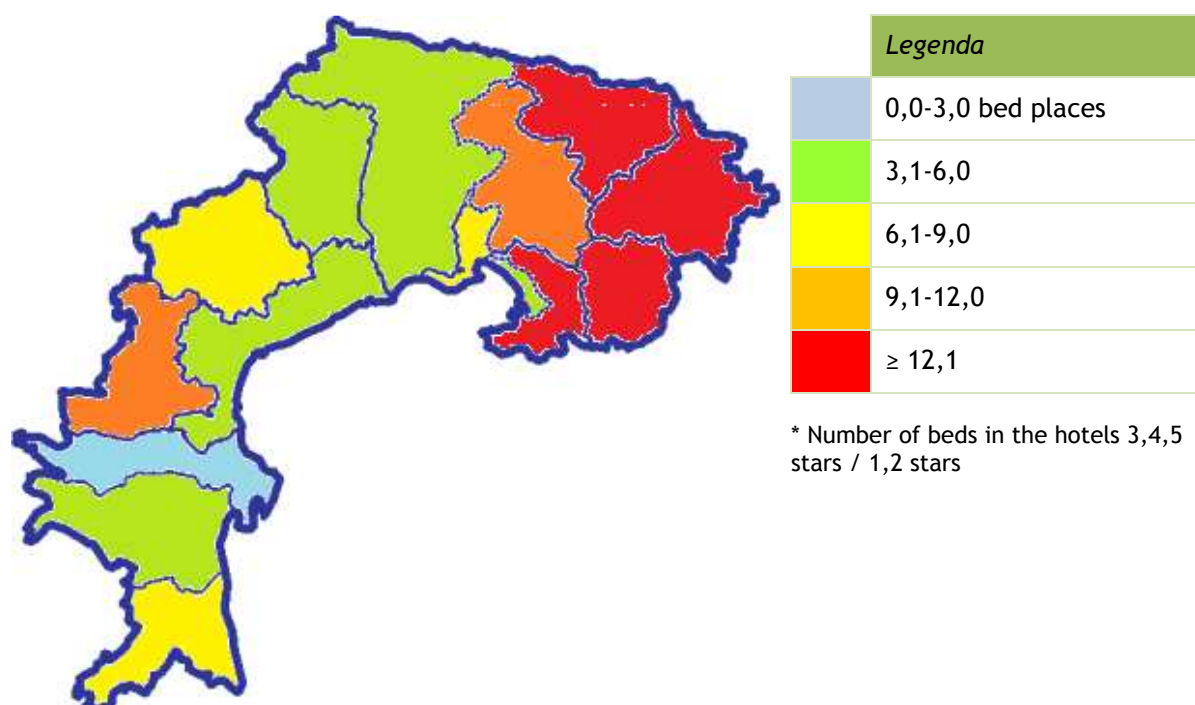 Legenda
0,0-3,0 bed places
3,1-6,0
6,1-9,0
9,1-12,0
≥ 12,1
* Number of beds in the hotels 3,4,5
stars / 1,2 stars